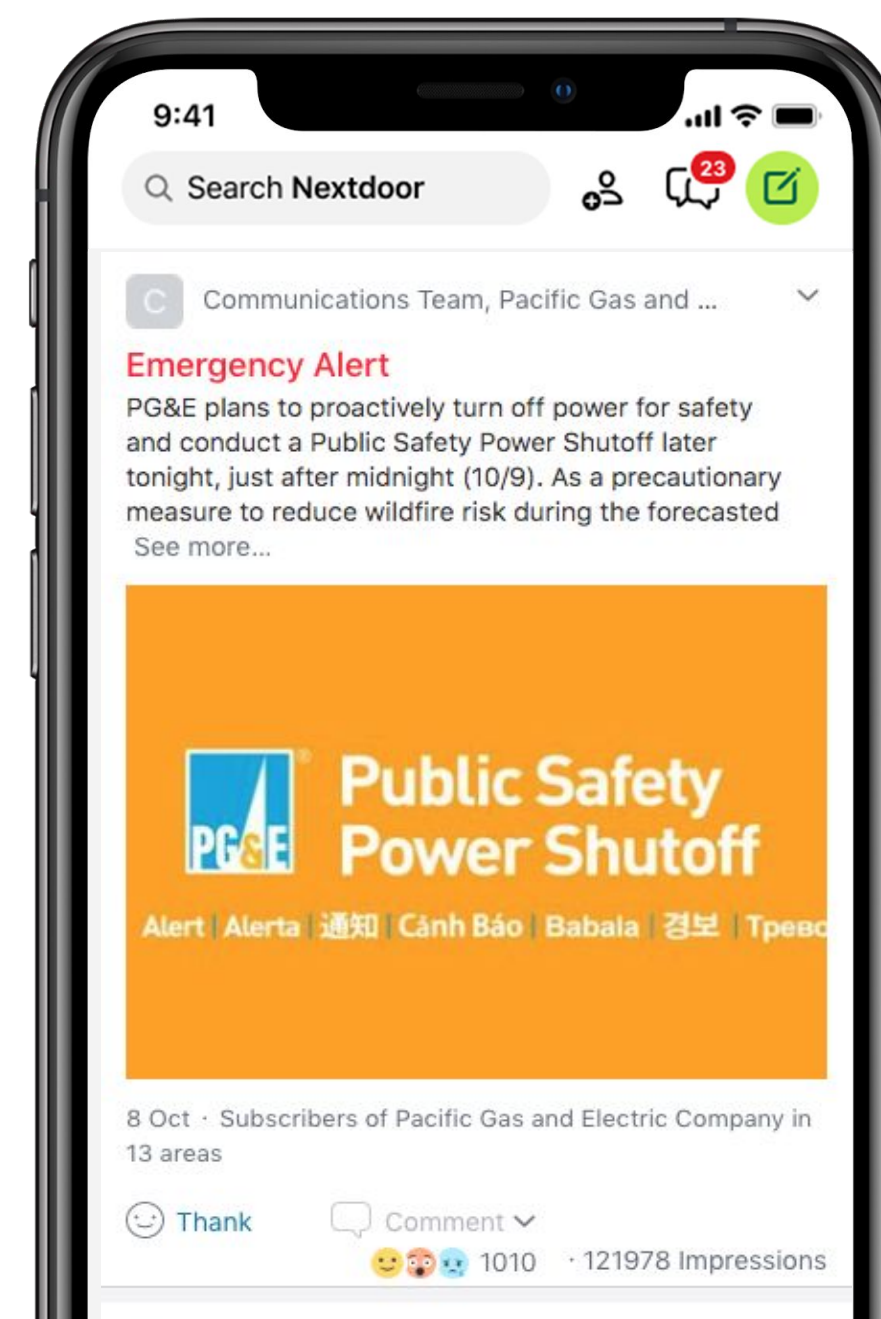 9:41
Search Nextdoor
23
C
Communications Team, Pacific Gas and ...
Emergency Alert
PG&E plans to proactively turn off power for safety
and conduct a Public Safety Power Shutoff later
tonight, just after midnight (10/9). As a precautionary
measure to reduce wildfire risk during the forecasted
See more...
PG&E ®
Public Safety
Power Shutoff
Alert | Alerta | 通知 | Cảnh Báo | Babala | 경보 | Трево
8 Oct · Subscribers of Pacific Gas and Electric Company in
13 areas
Thank
Comment
1010 · 121978 Impressions